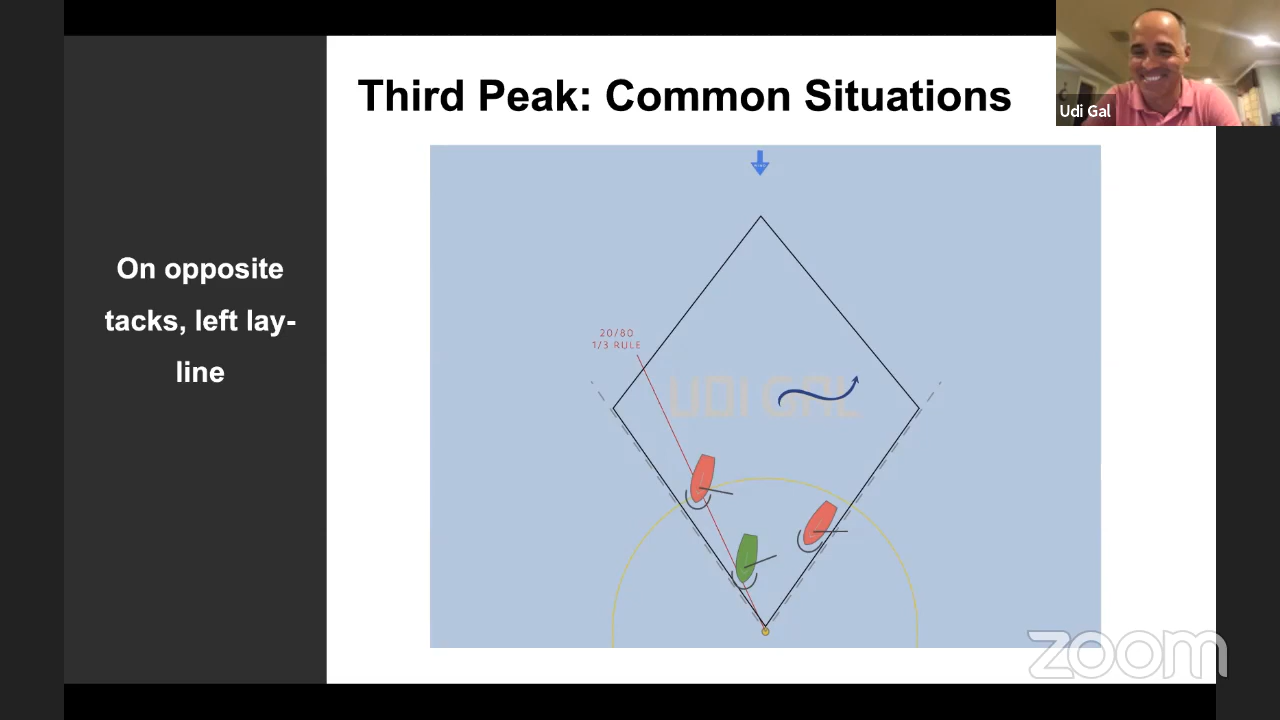 Third Peak: Common Situations
Udi Gal
On opposite
tacks, left lay-
line
20/80
1/3 RULE
UDI GAL
zoom